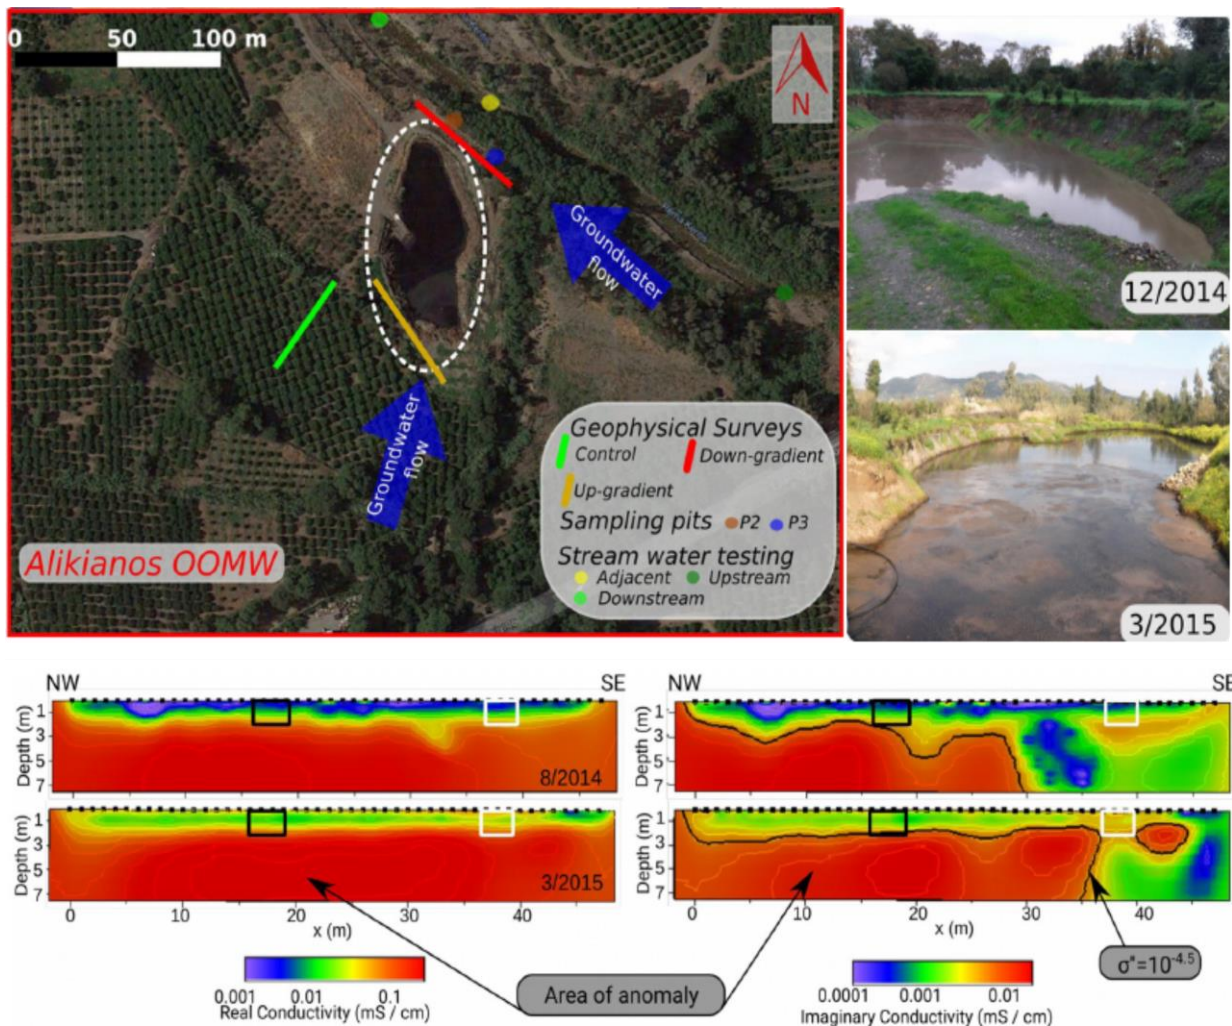 0 50 100 m
N
Groundwater
flow
Groundwater
flow
Alikianos OOMW
Geophysical Surveys
Control Down-gradient
Up-gradient
Sampling pits P2 P3
Stream water testing
Adjacent Upstream
Downstream
12/2014
3/2015
NW SE
Depth (m)
1
3
5
7
8/2014
Depth (m)
1
3
5
7
3/2015
0 10 20 30 40
x (m)
0.001 0.01 0.1
Real Conductivity (mS / cm)
NW SE
Depth (m)
1
3
5
7
Depth (m)
1
3
5
7
0 10 20 30 40
x (m)
σ"=10⁻⁴·⁵
Area of anomaly
0.0001 0.001 0.01
Imaginary Conductivity (mS / cm)